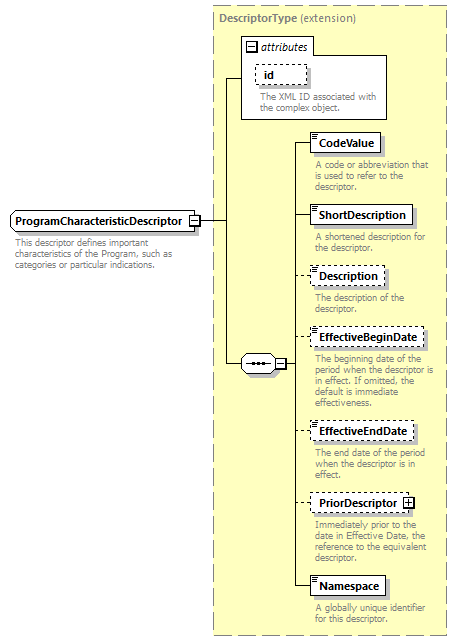 DescriptorType (extension)
attributes
id
The XML ID associated with
the complex object.
CodeValue
A code or abbreviation that
is used to refer to the
descriptor.
ShortDescription
A shortened description for
the descriptor.
ProgramCharacteristicDescriptor
This descriptor defines important
characteristics of the Program, such as
categories or particular indications.
Description
The description of the
descriptor.
EffectiveBeginDate
The beginning date of the
period when the descriptor is
in effect. If omitted, the
default is immediate
effectiveness.
EffectiveEndDate
The end date of the period
when the descriptor is in
effect.
PriorDescriptor
Immediately prior to the
date in Effective Date, the
reference to the equivalent
descriptor.
Namespace
A globally unique identifier
for this descriptor.